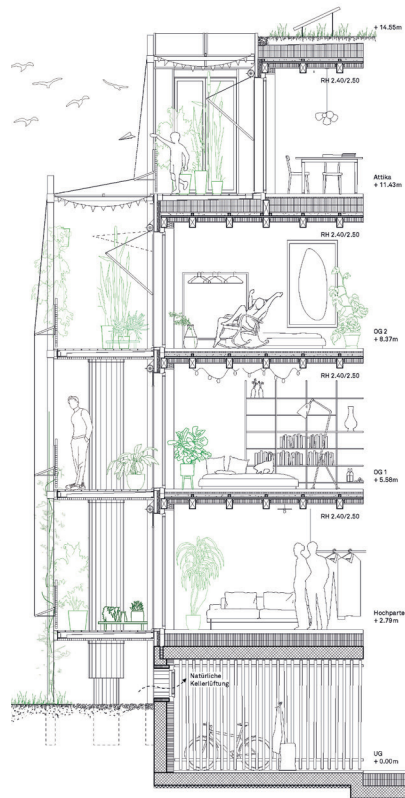 + 14.55m
RH 2.40/2.50
Attika
+ 11.43m
RH 2.40/2.50
OG 2
+ 8.37m
RH 2.40/2.50
OG 1
+ 5.58m
RH 2.40/2.50
Hochparte
+ 2.79m
Natürliche
Kellerlüftung
UG
+ 0.00m